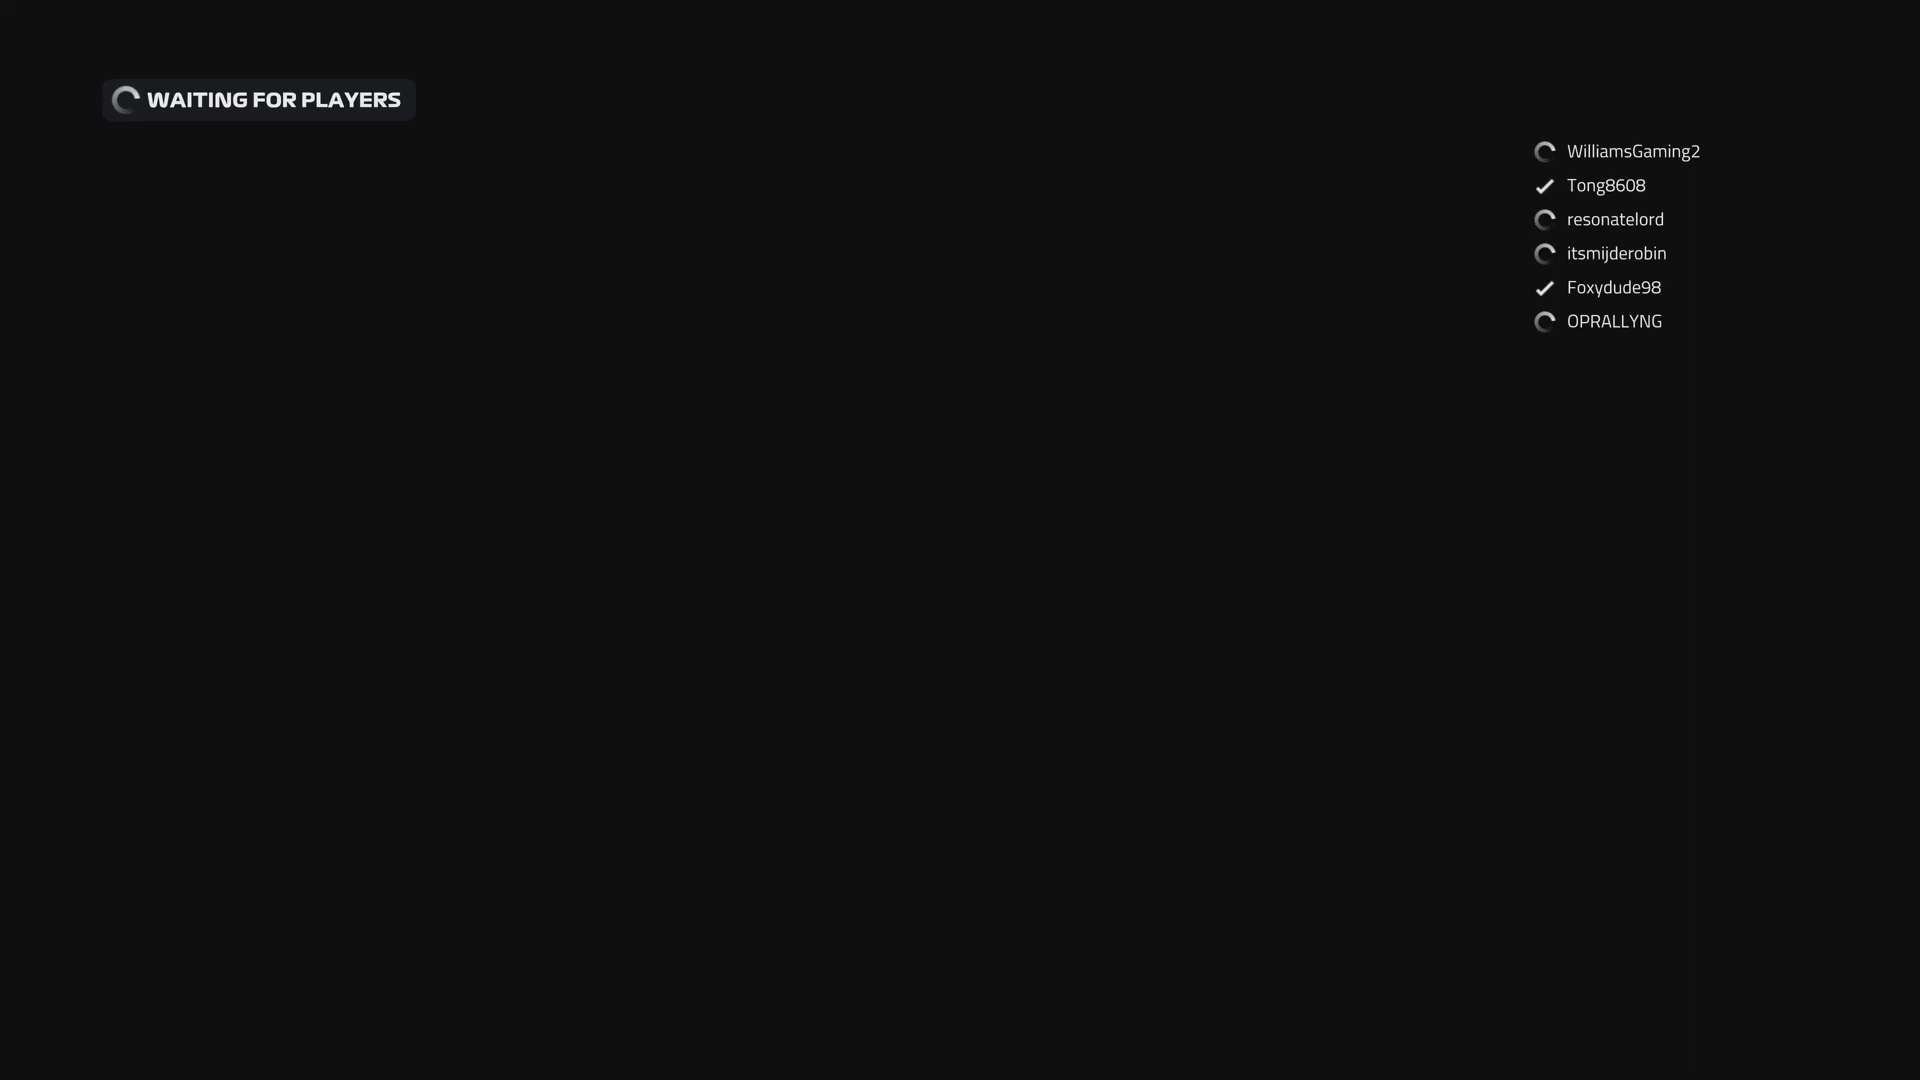 WAITING FOR PLAYERS
WilliamsGaming2
Tong8608
resonatelord
itsmijderobin
Foxydude98
OPRALLYNG